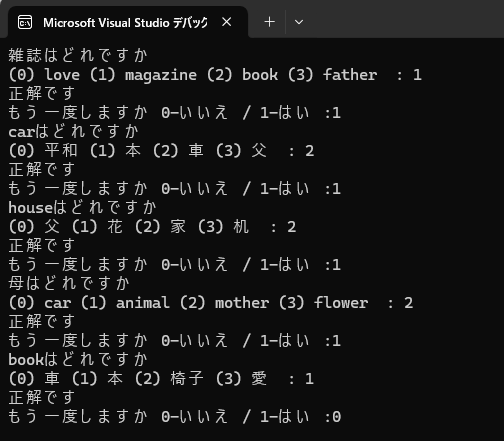 Microsoft Visual Studio デバッグ
雑誌はどれですか
(0) love (1) magazine (2) book (3) father  : 1
正解です
もう一度しますか 0-いいえ / 1-はい :1
carはどれですか
(0) 平和 (1) 本 (2) 車 (3) 父  : 2
正解です
もう一度しますか 0-いいえ / 1-はい :1
houseはどれですか
(0) 父 (1) 花 (2) 家 (3) 机  : 2
正解です
もう一度しますか 0-いいえ / 1-はい :1
母はどれですか
(0) car (1) animal (2) mother (3) flower  : 2
正解です
もう一度しますか 0-いいえ / 1-はい :1
bookはどれですか
(0) 車 (1) 本 (2) 椅子 (3) 愛  : 1
正解です
もう一度しますか 0-いいえ / 1-はい :0